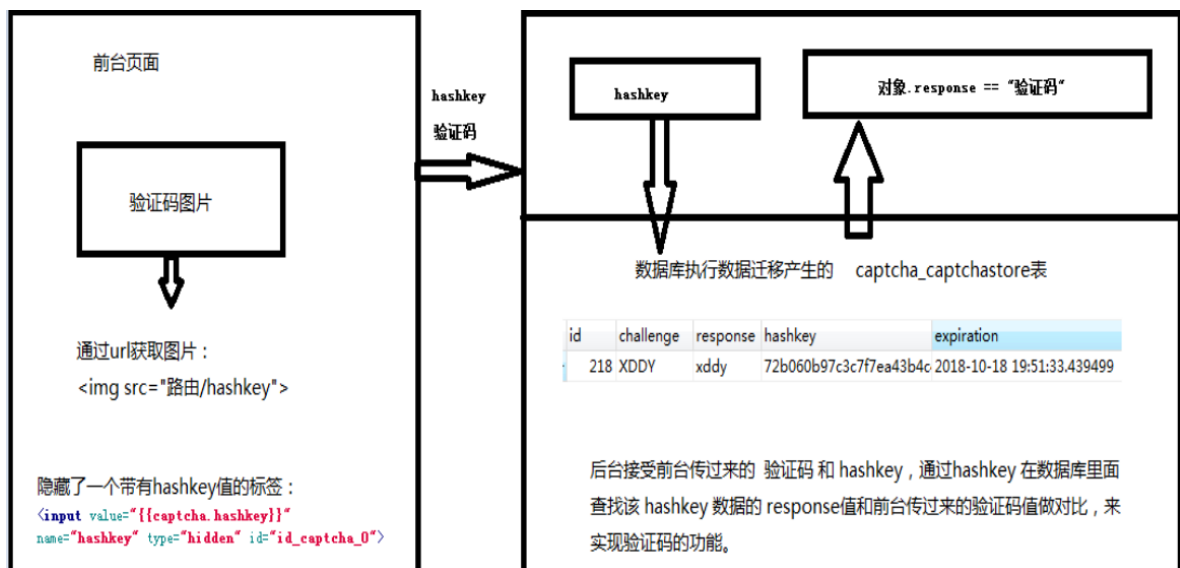 前台页面
验证码图片
通过url获取图片：
<img src="路由/hashkey">
隐藏了一个带有hashkey值的标签：
<input value="{{captcha.hashkey}}"
name="hashkey" type="hidden" id="id_captcha_0">
hashkey
验证码
hashkey
对象.response == "验证码"
数据库执行数据迁移产生的 captcha_captchastore表
id challenge response hashkey expiration
218 XDDY xddy 72b060b97c3c7f7ea43b4c 2018-10-18 19:51:33.439499
后台接受前台传过来的 验证码 和 hashkey，通过hashkey 在数据库里面
查找该 hashkey 数据的 response值和前台传过来的验证码值做对比，来
实现验证码的功能。